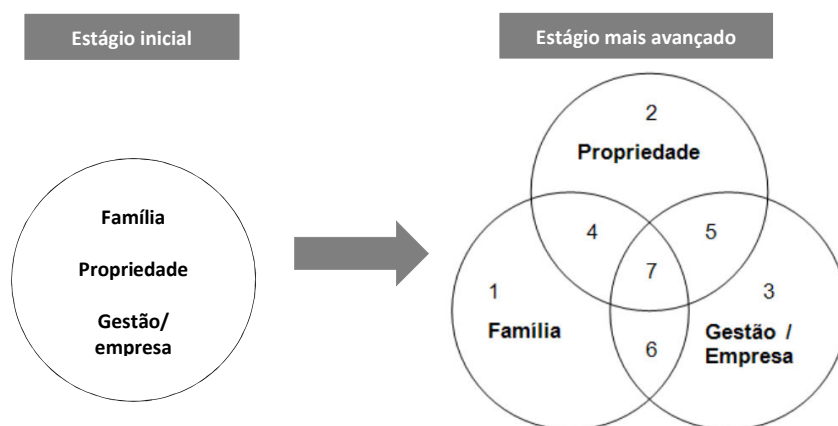 Estágio inicial
Família
Propriedade
Gestão/
empresa
Estágio mais avançado
2
Propriedade
4
5
7
1
Família
3
Gestão / 
Empresa
6